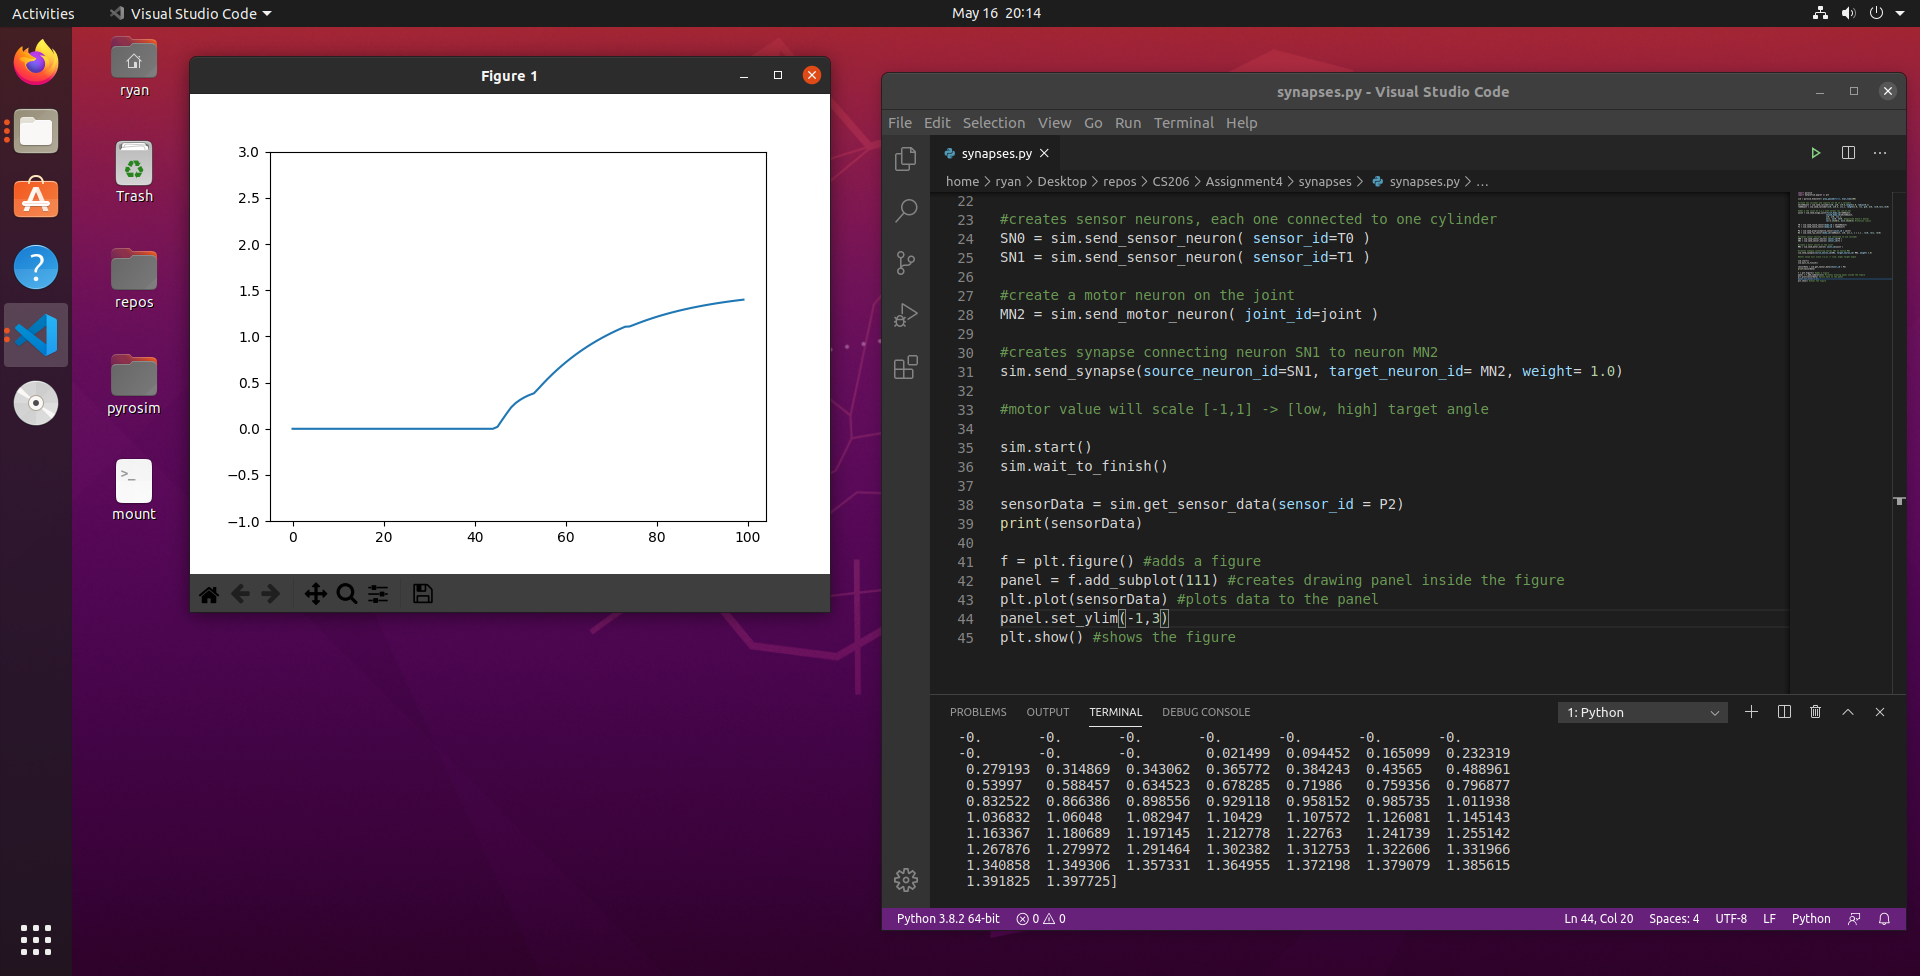 Activities Visual Studio Code May 16 20:14
ryan
Trash
repos
pyrosim
mount
Figure 1
3.0
2.5
2.0
1.5
1.0
0.5
0.0
−0.5
−1.0
0 20 40 60 80 100
synapses.py - Visual Studio Code
File Edit Selection View Go Run Terminal Help
synapses.py
home > ryan > Desktop > repos > CS206 > Assignment4 > synapses > synapses.py > ...
22
23 #creates sensor neurons, each one connected to one cylinder
24 SN0 = sim.send_sensor_neuron( sensor_id=T0 )
25 SN1 = sim.send_sensor_neuron( sensor_id=T1 )
26
27 #create a motor neuron on the joint
28 MN2 = sim.send_motor_neuron( joint_id=joint )
29
30 #creates synapse connecting neuron SN1 to neuron MN2
31 sim.send_synapse(source_neuron_id=SN1, target_neuron_id= MN2, weight= 1.0)
32
33 #motor value will scale [-1,1] -> [low, high] target angle
34
35 sim.start()
36 sim.wait_to_finish()
37
38 sensorData = sim.get_sensor_data(sensor_id = P2)
39 print(sensorData)
40
41 f = plt.figure() #adds a figure
42 panel = f.add_subplot(111) #creates drawing panel inside the figure
43 plt.plot(sensorData) #plots data to the panel
44 panel.set_ylim(-1,3)
45 plt.show() #shows the figure
PROBLEMS OUTPUT TERMINAL DEBUG CONSOLE 1: Python
-0. -0. -0. -0. -0. -0. -0.
-0. -0. -0. 0.021499 0.094452 0.165099 0.232319
0.279193 0.314869 0.343062 0.365772 0.384243 0.43565 0.488961
0.53997 0.588457 0.634523 0.678285 0.71986 0.759356 0.796877
0.832522 0.866386 0.898556 0.929118 0.958152 0.985735 1.011938
1.036832 1.06048 1.082947 1.10429 1.107572 1.126081 1.145143
1.163367 1.180689 1.197145 1.212778 1.22763 1.241739 1.255142
1.267876 1.279972 1.291464 1.302382 1.312753 1.322606 1.331966
1.340858 1.349306 1.357331 1.364955 1.372198 1.379079 1.385615
1.391825 1.397725]
Python 3.8.2 64-bit 0 0 Ln 44, Col 20 Spaces: 4 UTF-8 LF Python